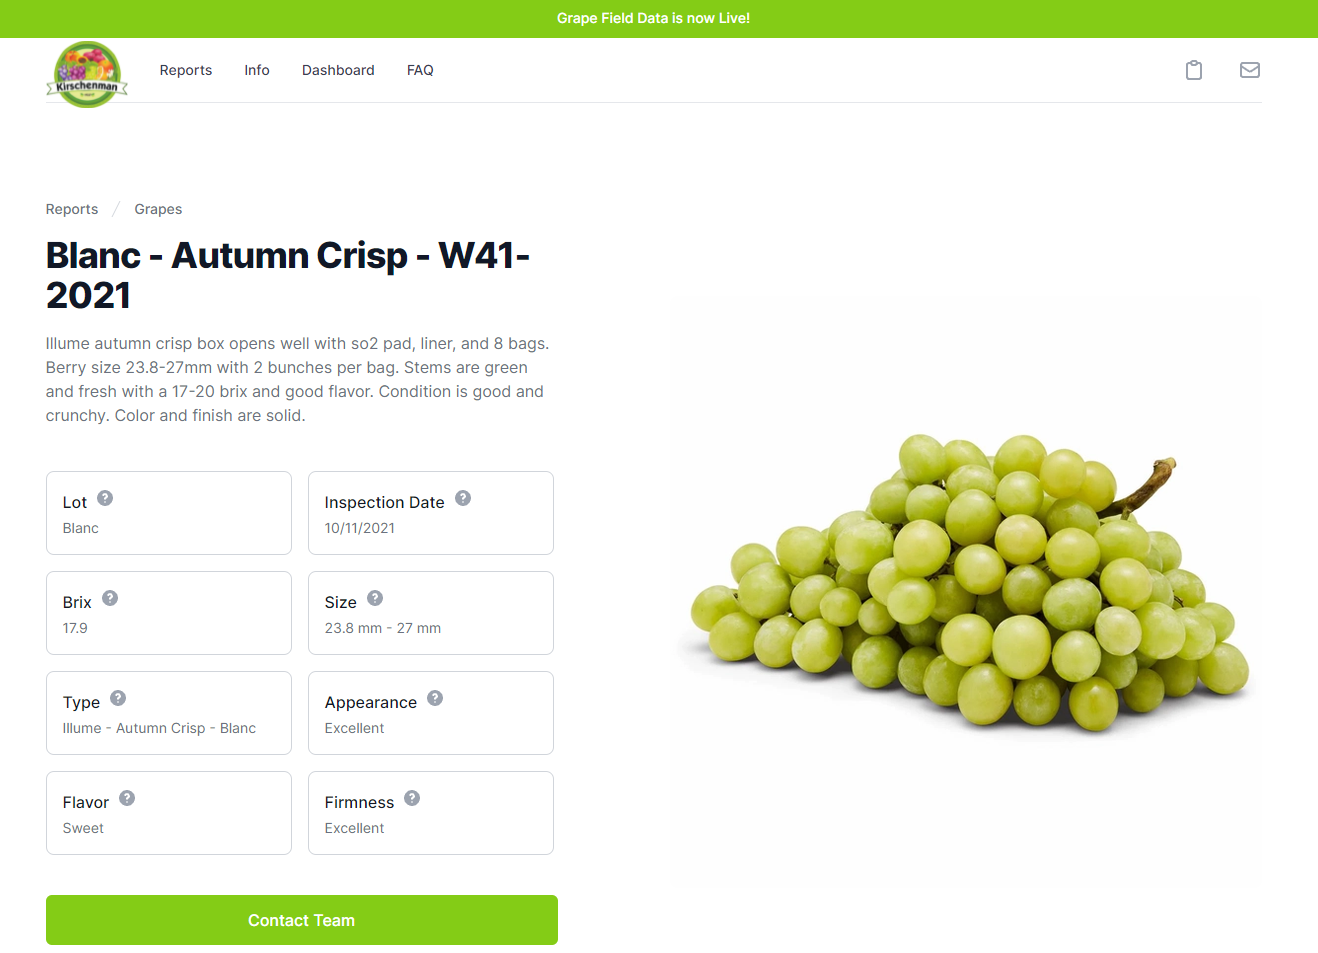 Grape Field Data is now Live!
Kirschenman
Reports
Info
Dashboard
FAQ
Reports / Grapes
Blanc - Autumn Crisp - W41-
2021
Illume autumn crisp box opens well with so2 pad, liner, and 8 bags.
Berry size 23.8-27mm with 2 bunches per bag. Stems are green
and fresh with a 17-20 brix and good flavor. Condition is good and
crunchy. Color and finish are solid.
Lot ?
Blanc
Inspection Date ?
10/11/2021
Brix ?
17.9
Size ?
23.8 mm - 27 mm
Type ?
Illume - Autumn Crisp - Blanc
Appearance ?
Excellent
Flavor ?
Sweet
Firmness ?
Excellent
Contact Team